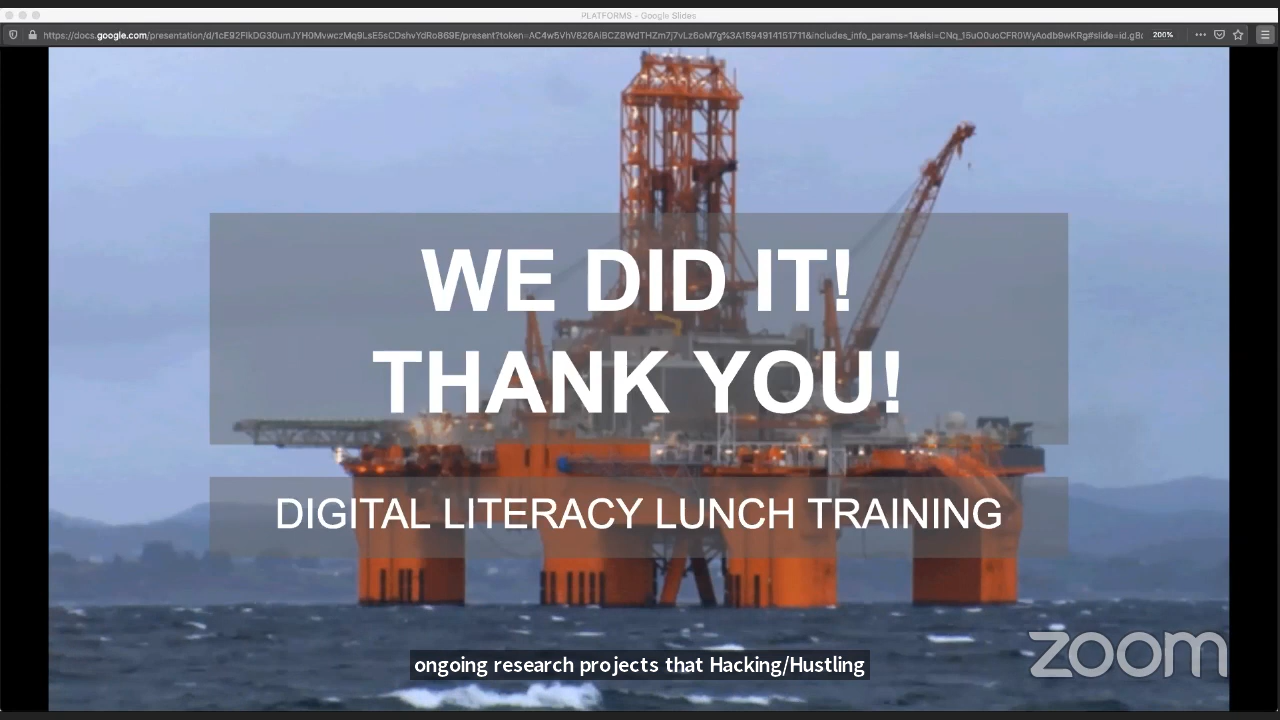 PLATFORMS - Google Slides
200%
WE DID IT!
THANK YOU!
DIGITAL LITERACY LUNCH TRAINING
ongoing research projects that Hacking/Hustling
zoom